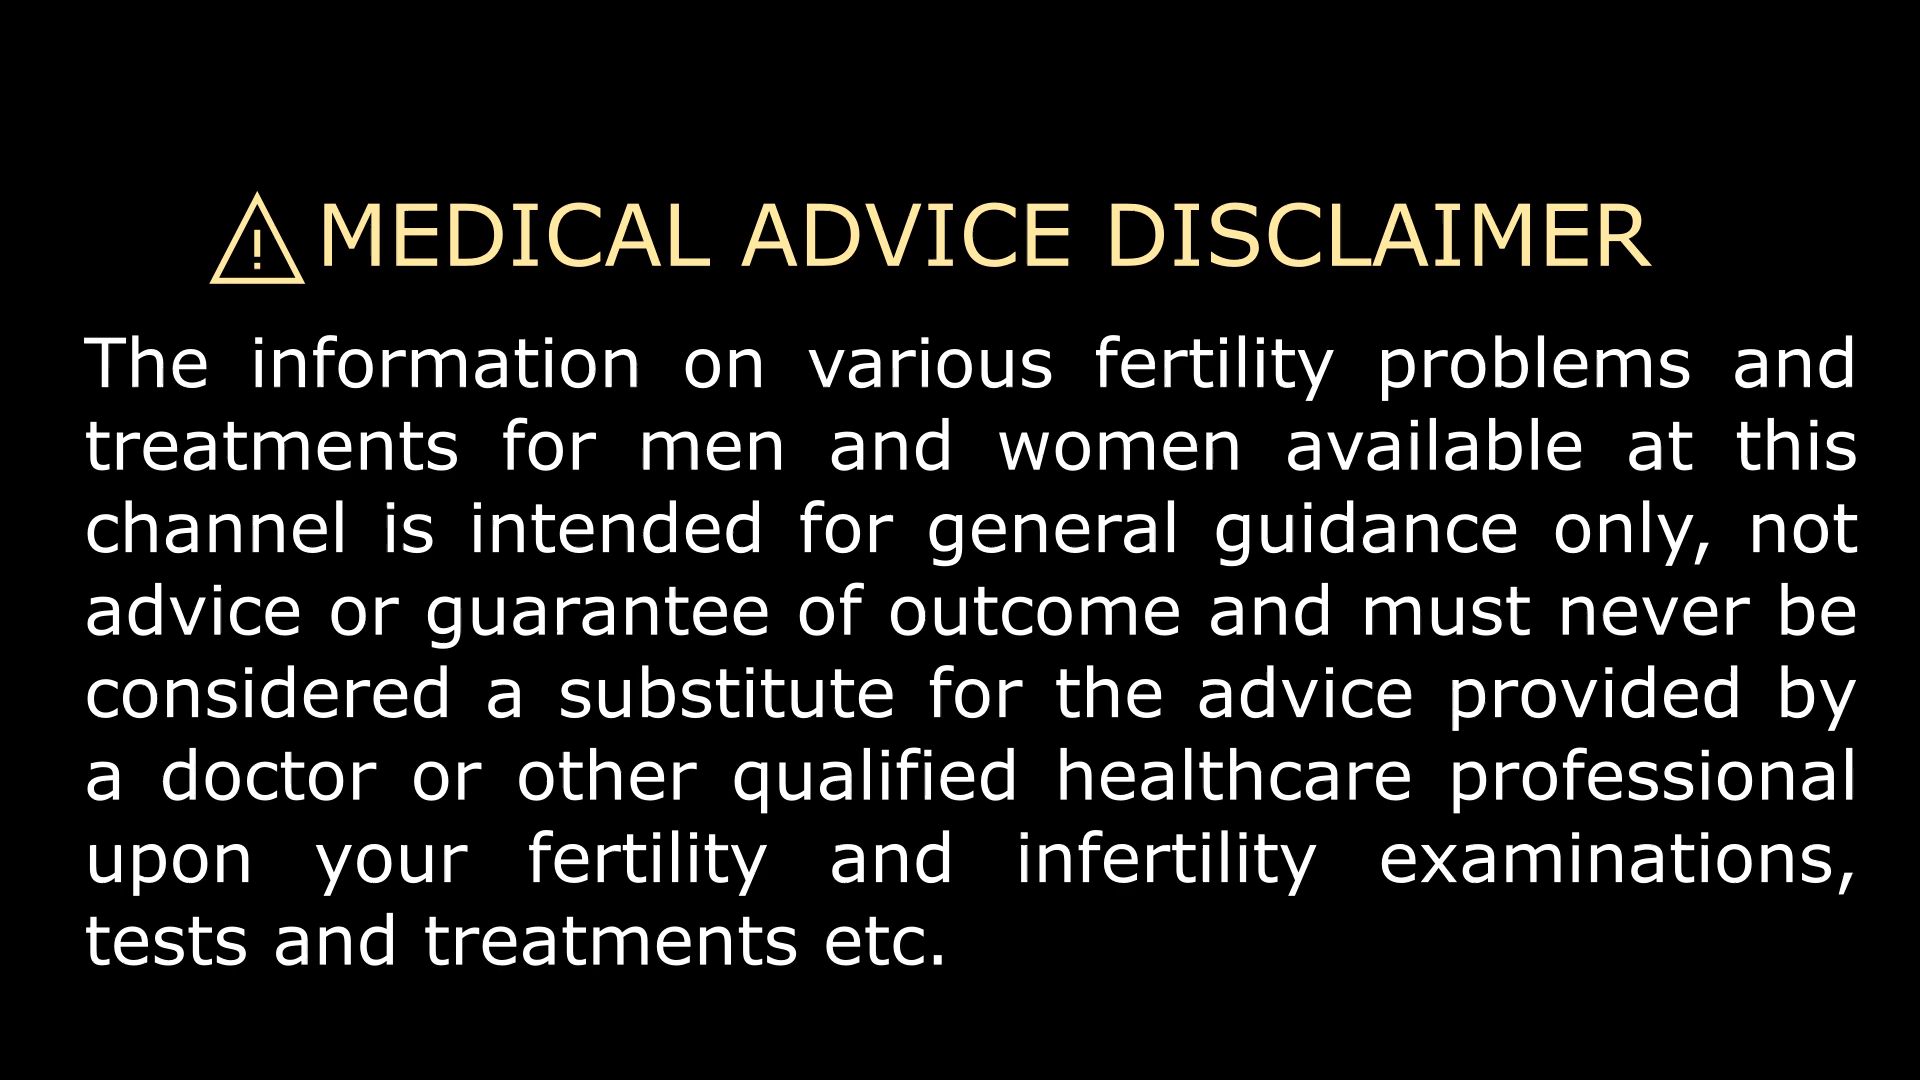 ⚠ MEDICAL ADVICE DISCLAIMER
The information on various fertility problems and
treatments for men and women available at this
channel is intended for general guidance only, not
advice or guarantee of outcome and must never be
considered a substitute for the advice provided by
a doctor or other qualified healthcare professional
upon your fertility and infertility examinations,
tests and treatments etc.